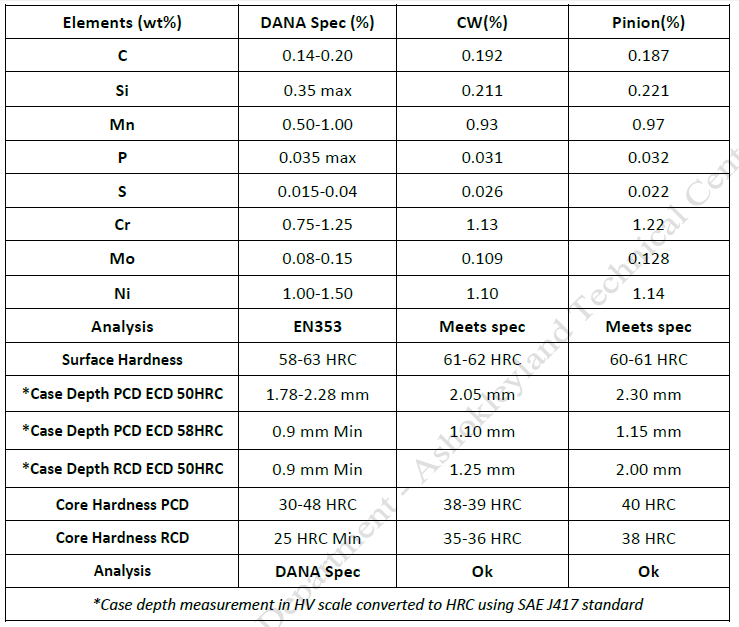 Elements (wt%) DANA Spec (%) CW(%) Pinion(%)
C 0.14-0.20 0.192 0.187
Si 0.35 max 0.211 0.221
Mn 0.50-1.00 0.93 0.97
P 0.035 max 0.031 0.032
S 0.015-0.04 0.026 0.022
Cr 0.75-1.25 1.13 1.22
Mo 0.08-0.15 0.109 0.128
Ni 1.00-1.50 1.10 1.14
Analysis EN353 Meets spec Meets spec
Surface Hardness 58-63 HRC 61-62 HRC 60-61 HRC
*Case Depth PCD ECD 50HRC 1.78-2.28 mm 2.05 mm 2.30 mm
*Case Depth PCD ECD 58HRC 0.9 mm Min 1.10 mm 1.15 mm
*Case Depth RCD ECD 50HRC 0.9 mm Min 1.25 mm 2.00 mm
Core Hardness PCD 30-48 HRC 38-39 HRC 40 HRC
Core Hardness RCD 25 HRC Min 35-36 HRC 38 HRC
Analysis DANA Spec Ok Ok
*Case depth measurement in HV scale converted to HRC using SAE J417 standard
Department - Ashokleyland Technical Cent